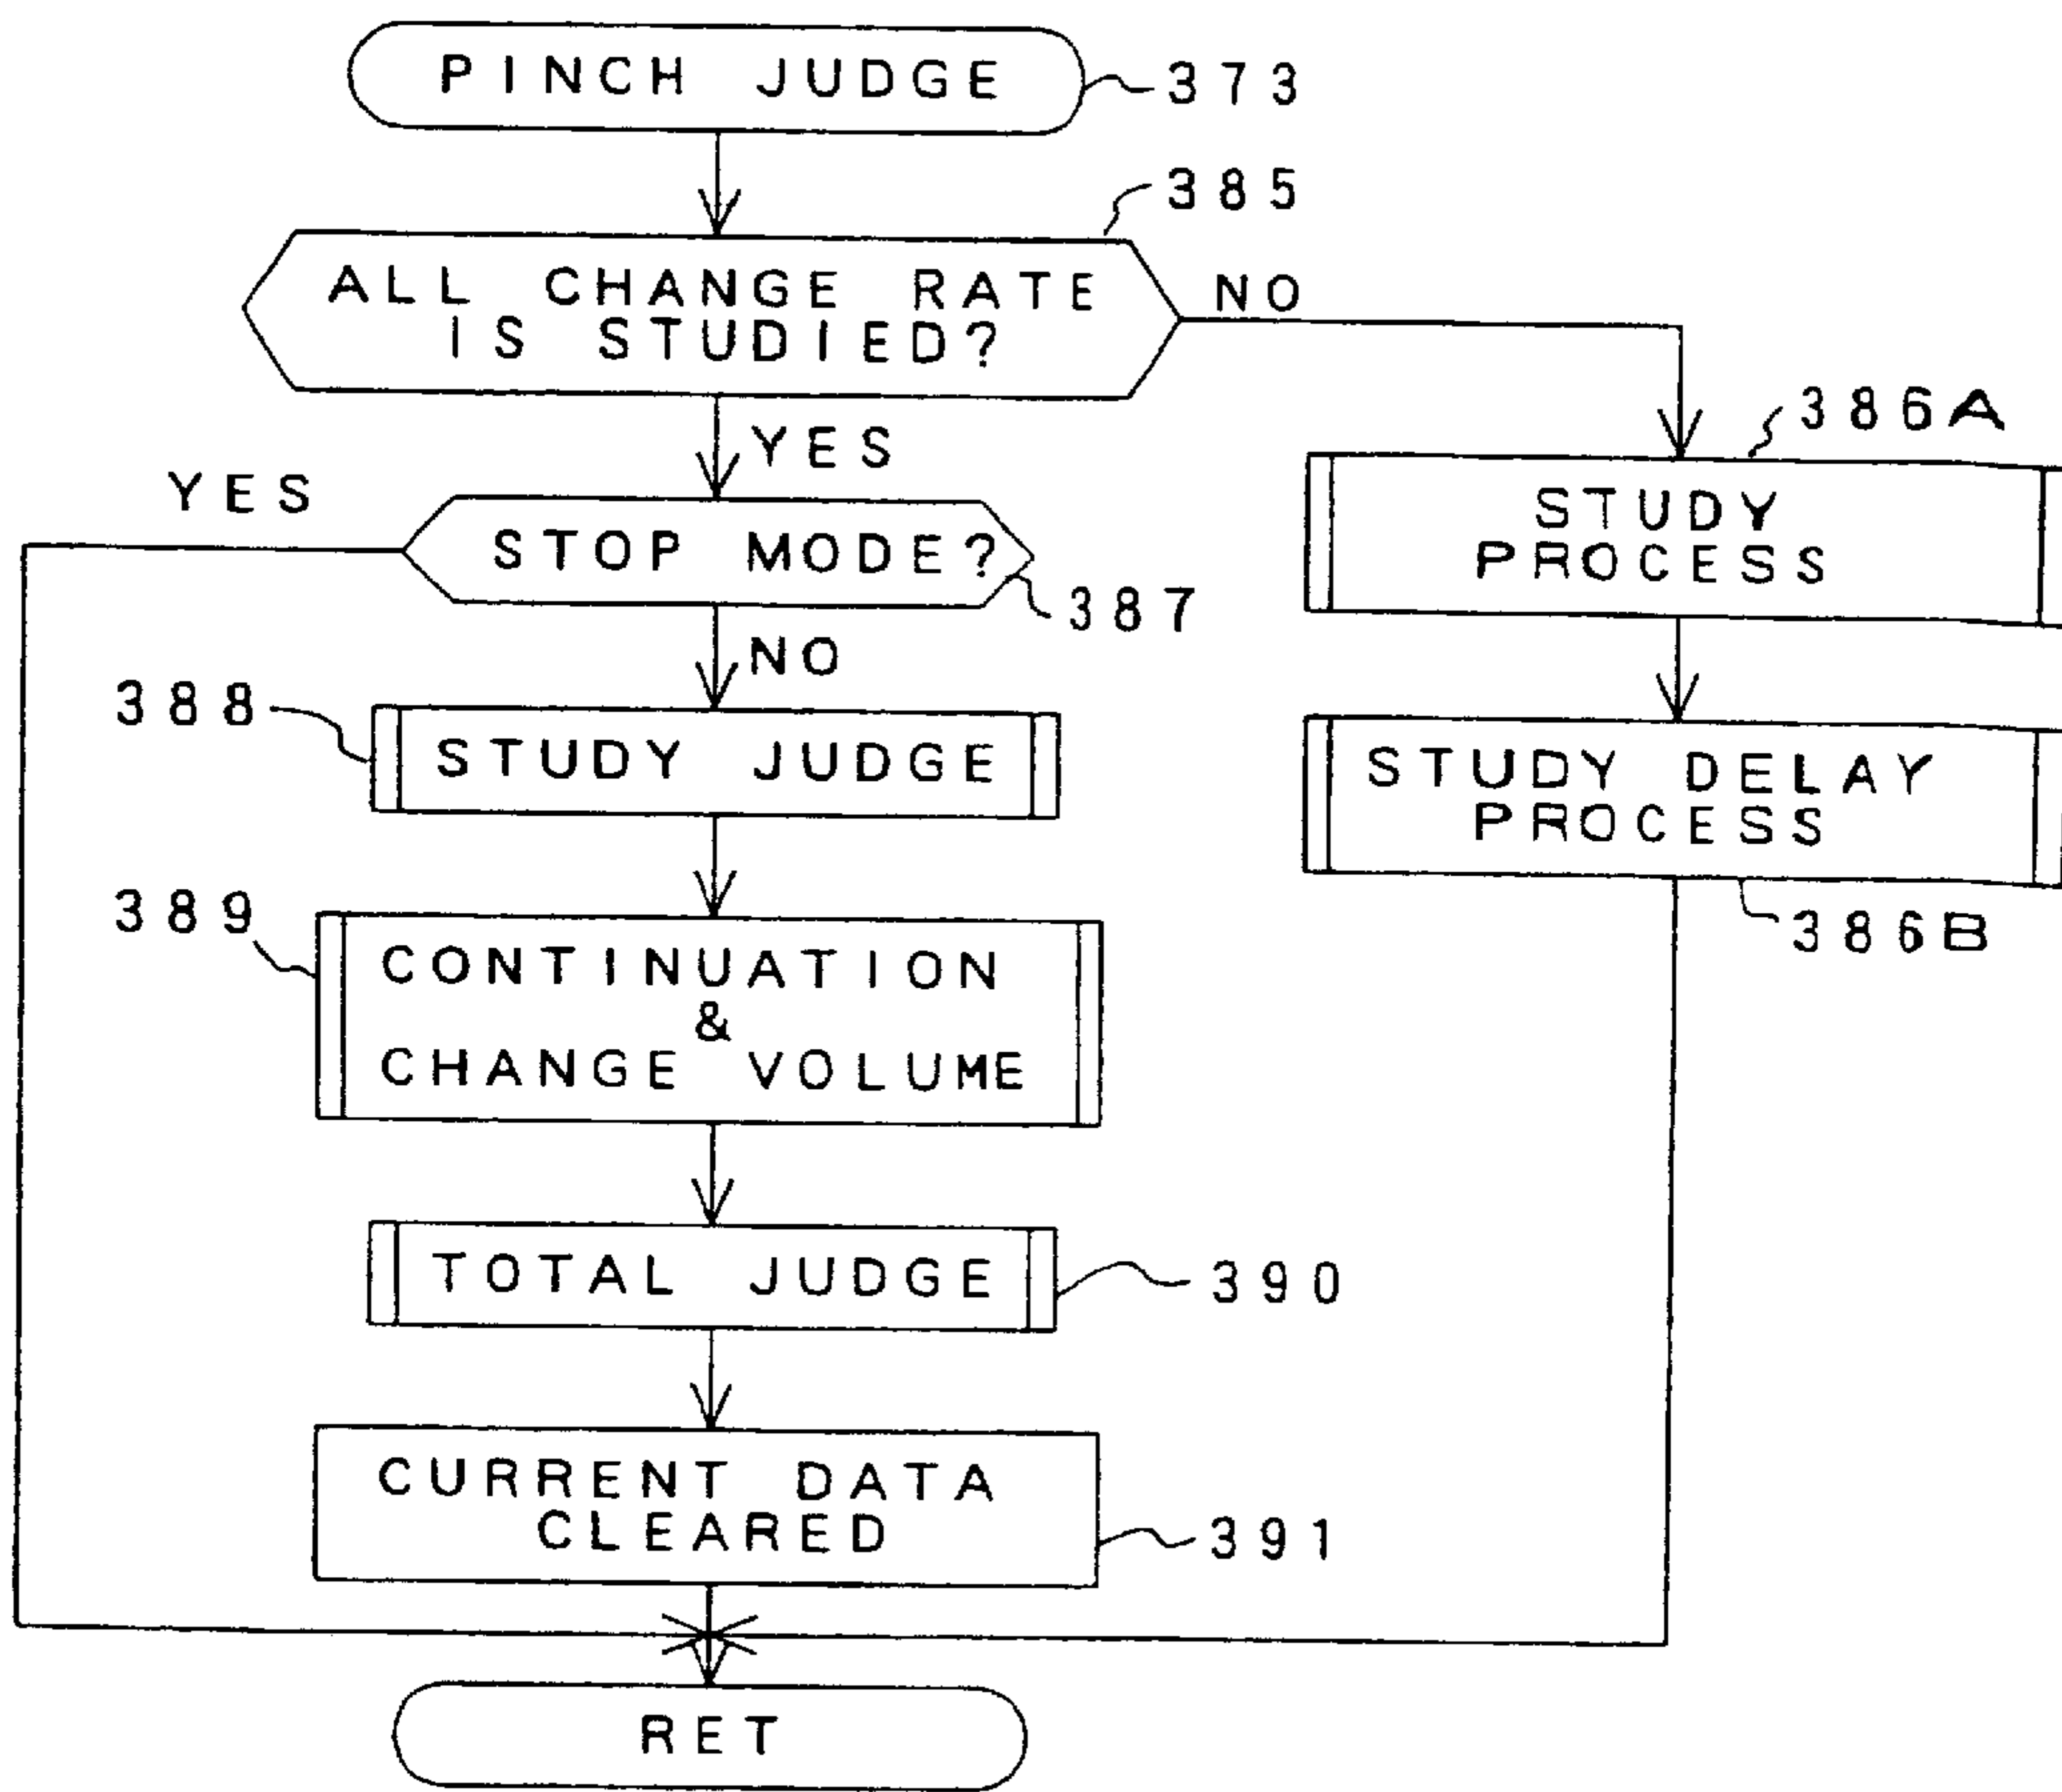 PINCH JUDGE
373
385
ALL CHANGE RATE
IS STUDIED?
NO
YES
386A
STUDY
PROCESS
YES
STOP MODE?
387
NO
388
STUDY JUDGE
STUDY DELAY
PROCESS
386B
389
CONTINUATION
&
CHANGE VOLUME
TOTAL JUDGE
390
CURRENT DATA
CLEARED
391
RET